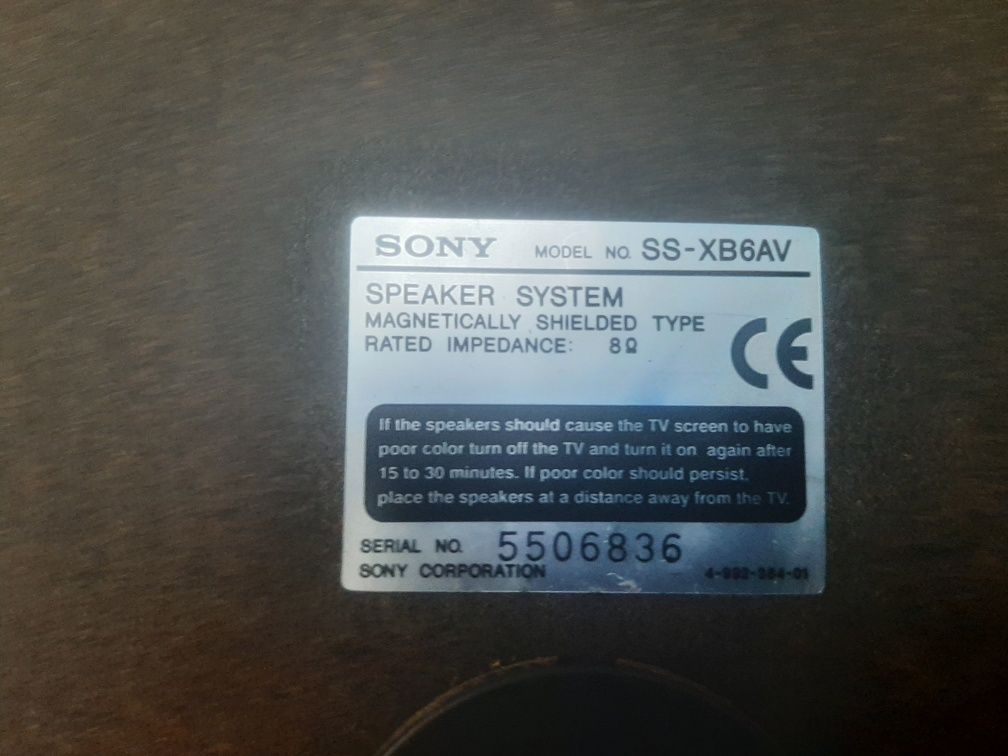 SONY MODEL NO. SS-XB6AV
SPEAKER SYSTEM
MAGNETICALLY SHIELDED TYPE
RATED IMPEDANCE: 8Ω
CE
If the speakers should cause the TV screen to have
poor color turn off the TV and turn it on again after
15 to 30 minutes. If poor color should persist,
place the speakers at a distance away from the TV.
SERIAL NO. 5506836
SONY CORPORATION